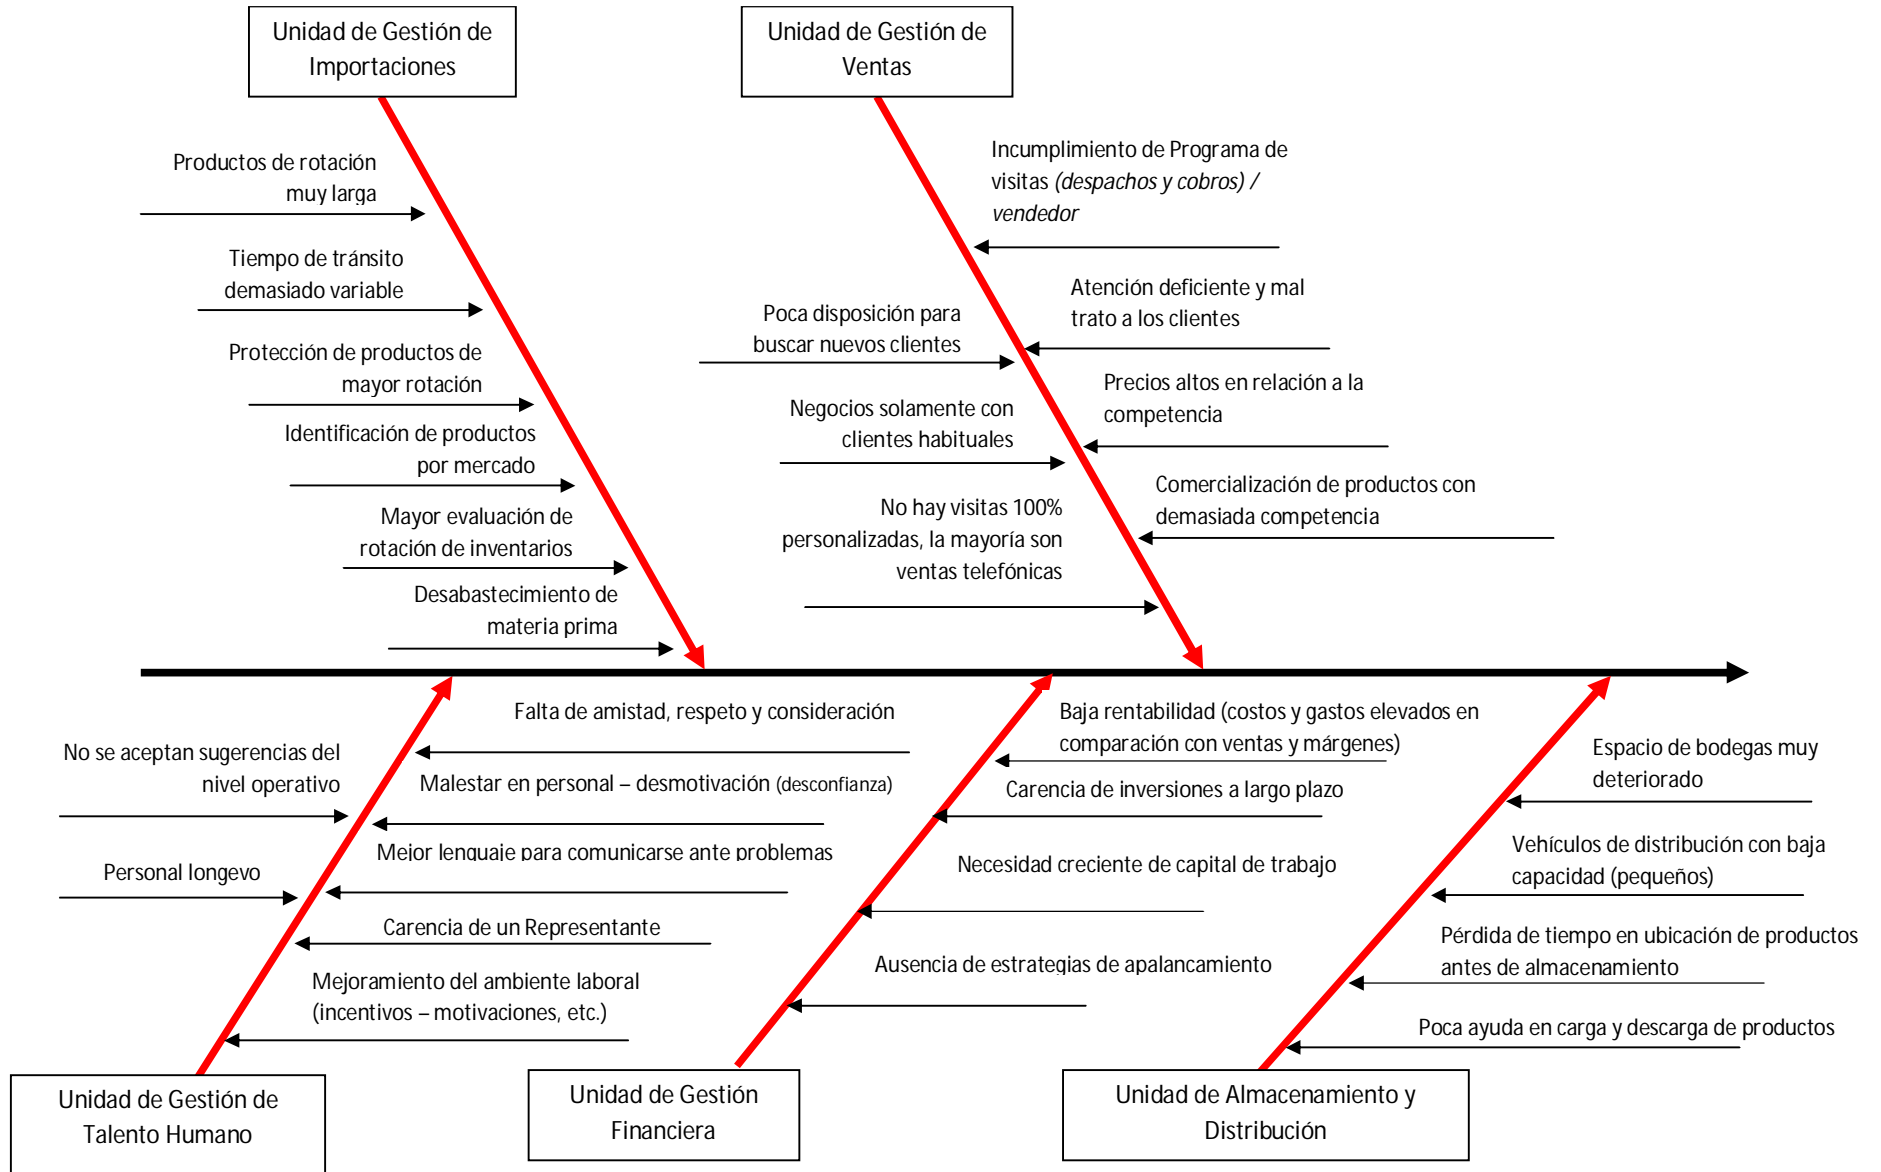 Unidad de Gestión de
Importaciones
Unidad de Gestión de
Ventas
Productos de rotación
muy larga
Tiempo de tránsito
demasiado variable
Protección de productos de
mayor rotación
Identificación de productos
por mercado
Mayor evaluación de
rotación de inventarios
Desabastecimiento de
materia prima
Poca disposición para
buscar nuevos clientes
Negocios solamente con
clientes habituales
No hay visitas 100%
personalizadas, la mayoría son
ventas telefónicas
Incumplimiento de Programa de
visitas (despachos y cobros) /
vendedor
Atención deficiente y mal
trato a los clientes
Precios altos en relación a la
competencia
Comercialización de productos con
demasiada competencia
No se aceptan sugerencias del
nivel operativo
Personal longevo
Falta de amistad, respeto y consideración
Malestar en personal – desmotivación (desconfianza)
Mejor lenguaje para comunicarse ante problemas
Carencia de un Representante
Mejoramiento del ambiente laboral
(incentivos – motivaciones, etc.)
Baja rentabilidad (costos y gastos elevados en
comparación con ventas y márgenes)
Carencia de inversiones a largo plazo
Necesidad creciente de capital de trabajo
Ausencia de estrategias de apalancamiento
Espacio de bodegas muy
deteriorado
Vehículos de distribución con baja
capacidad (pequeños)
Pérdida de tiempo en ubicación de productos
antes de almacenamiento
Poca ayuda en carga y descarga de productos
Unidad de Gestión de
Talento Humano
Unidad de Gestión
Financiera
Unidad de Almacenamiento y
Distribución